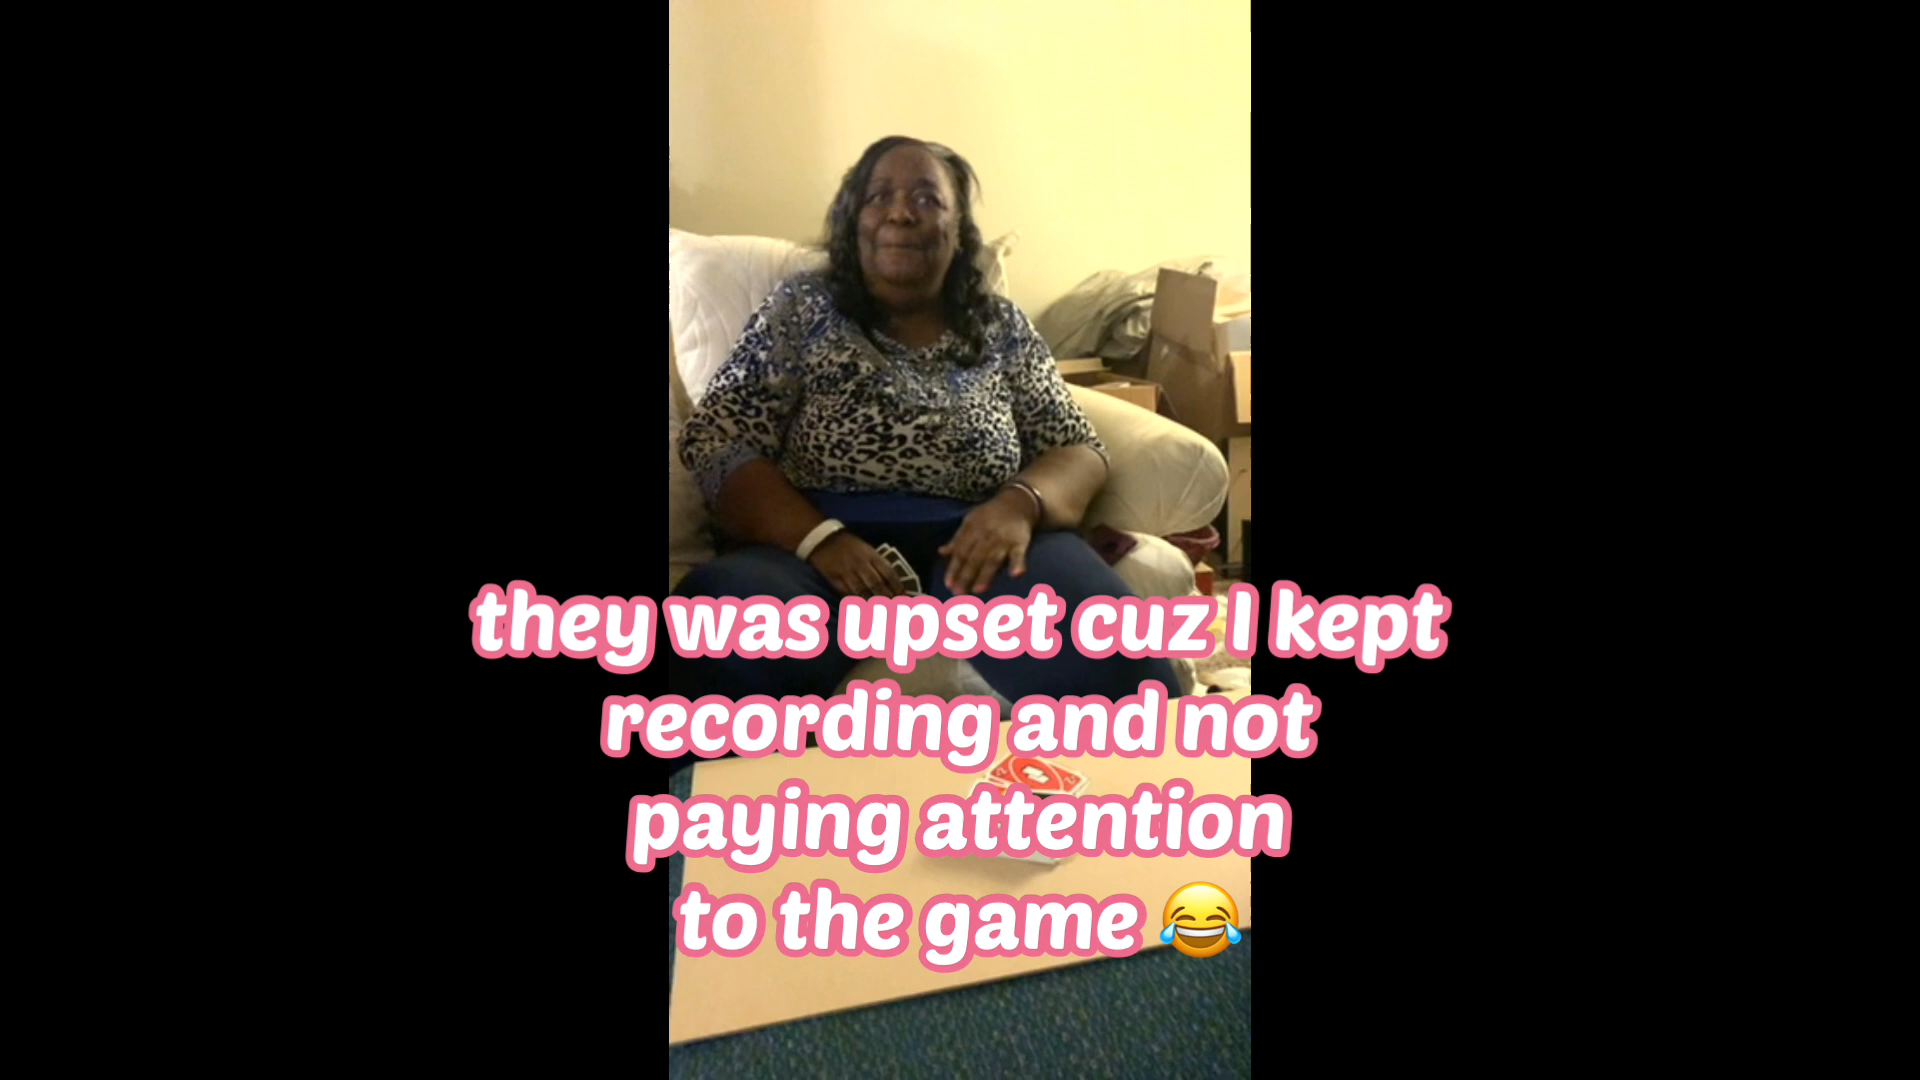 they was upset cuz I kept
recording and not
paying attention
to the game 😂